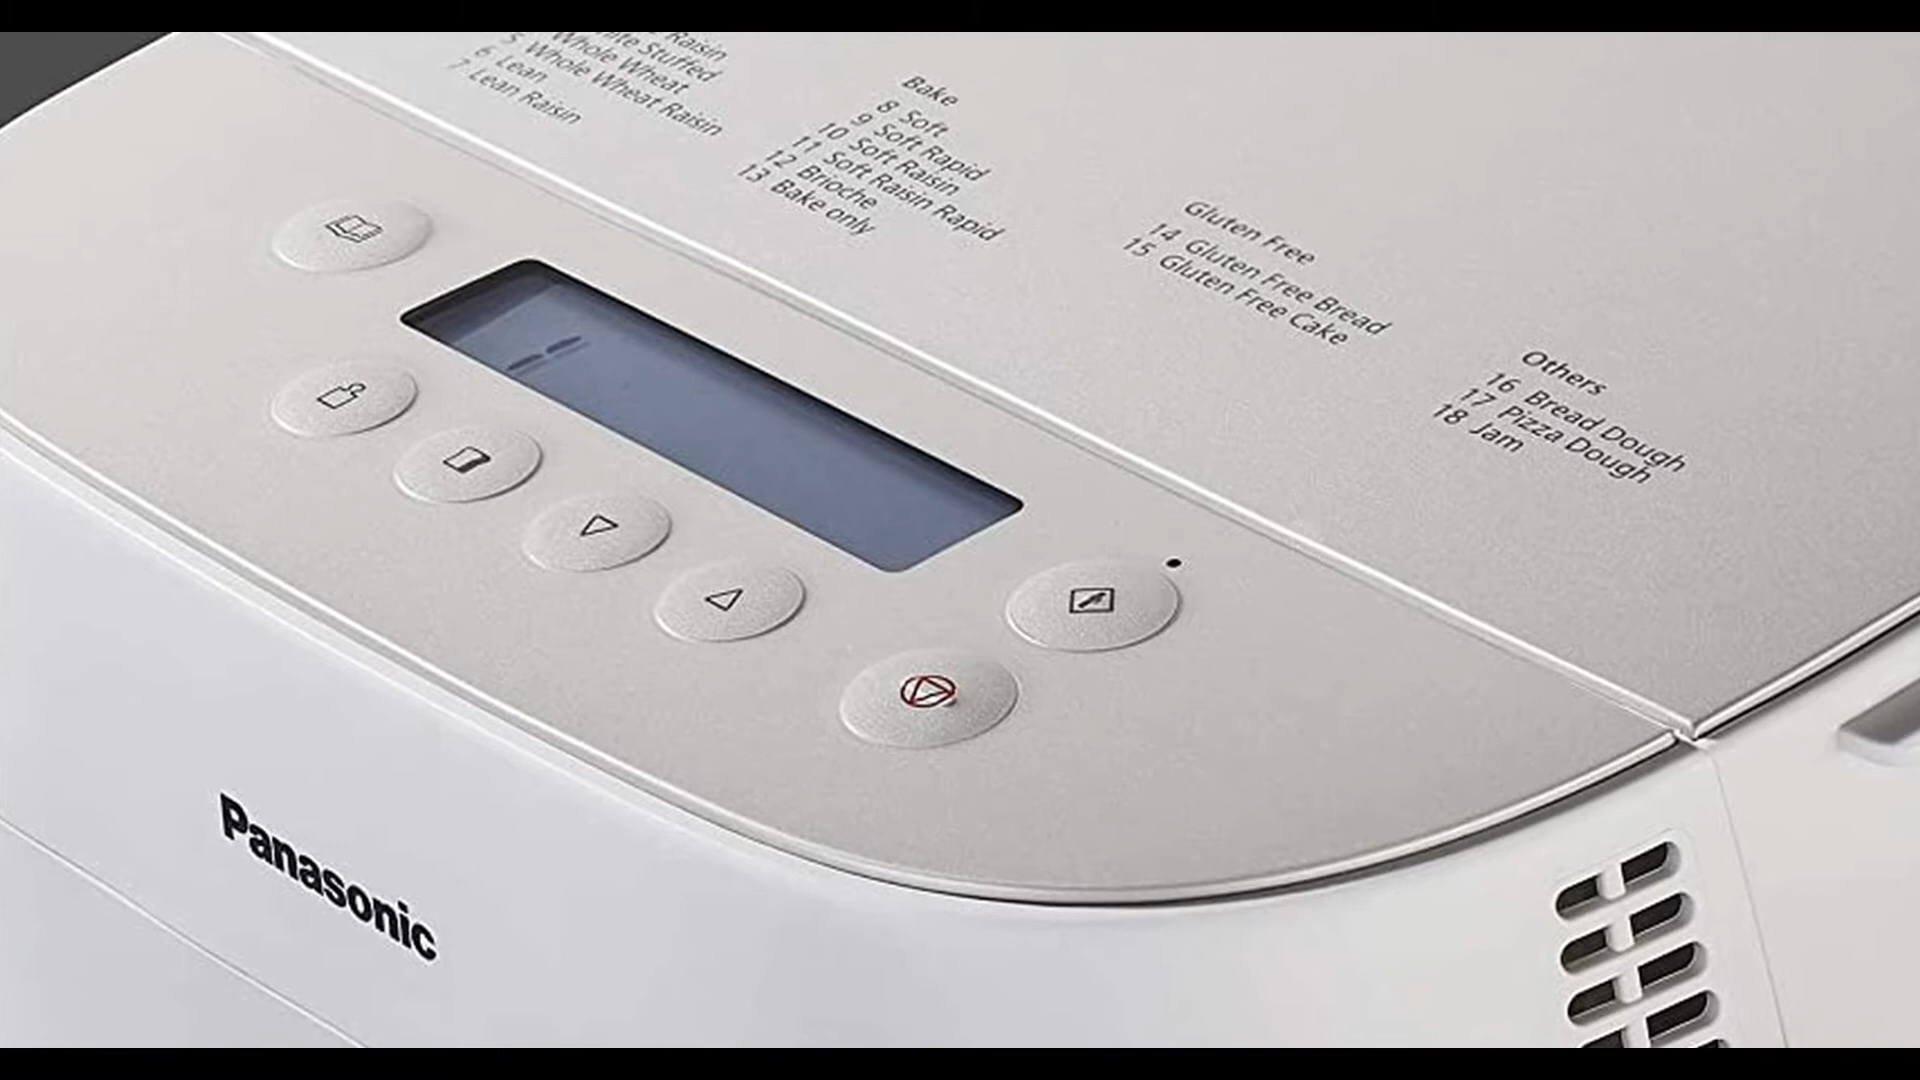 Raisin
Stuffed
5 Whole Wheat
6 Whole Wheat Raisin
Lean
7 Lean Raisin
Bake
8 Soft
9 Soft Rapid
10 Soft Raisin
11 Soft Raisin Rapid
12 Brioche
13 Bake only
Gluten Free
14 Gluten Free Bread
15 Gluten Free Cake
Others
16 Bread Dough
17 Pizza Dough
18 Jam
Panasonic